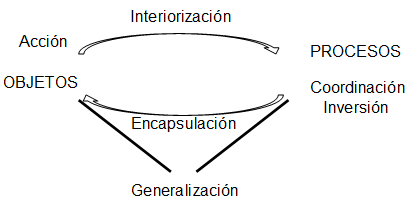 Interiorización
Acción
PROCESOS
OBJETOS
Coordinación
Inversión
Encapsulación
Generalización